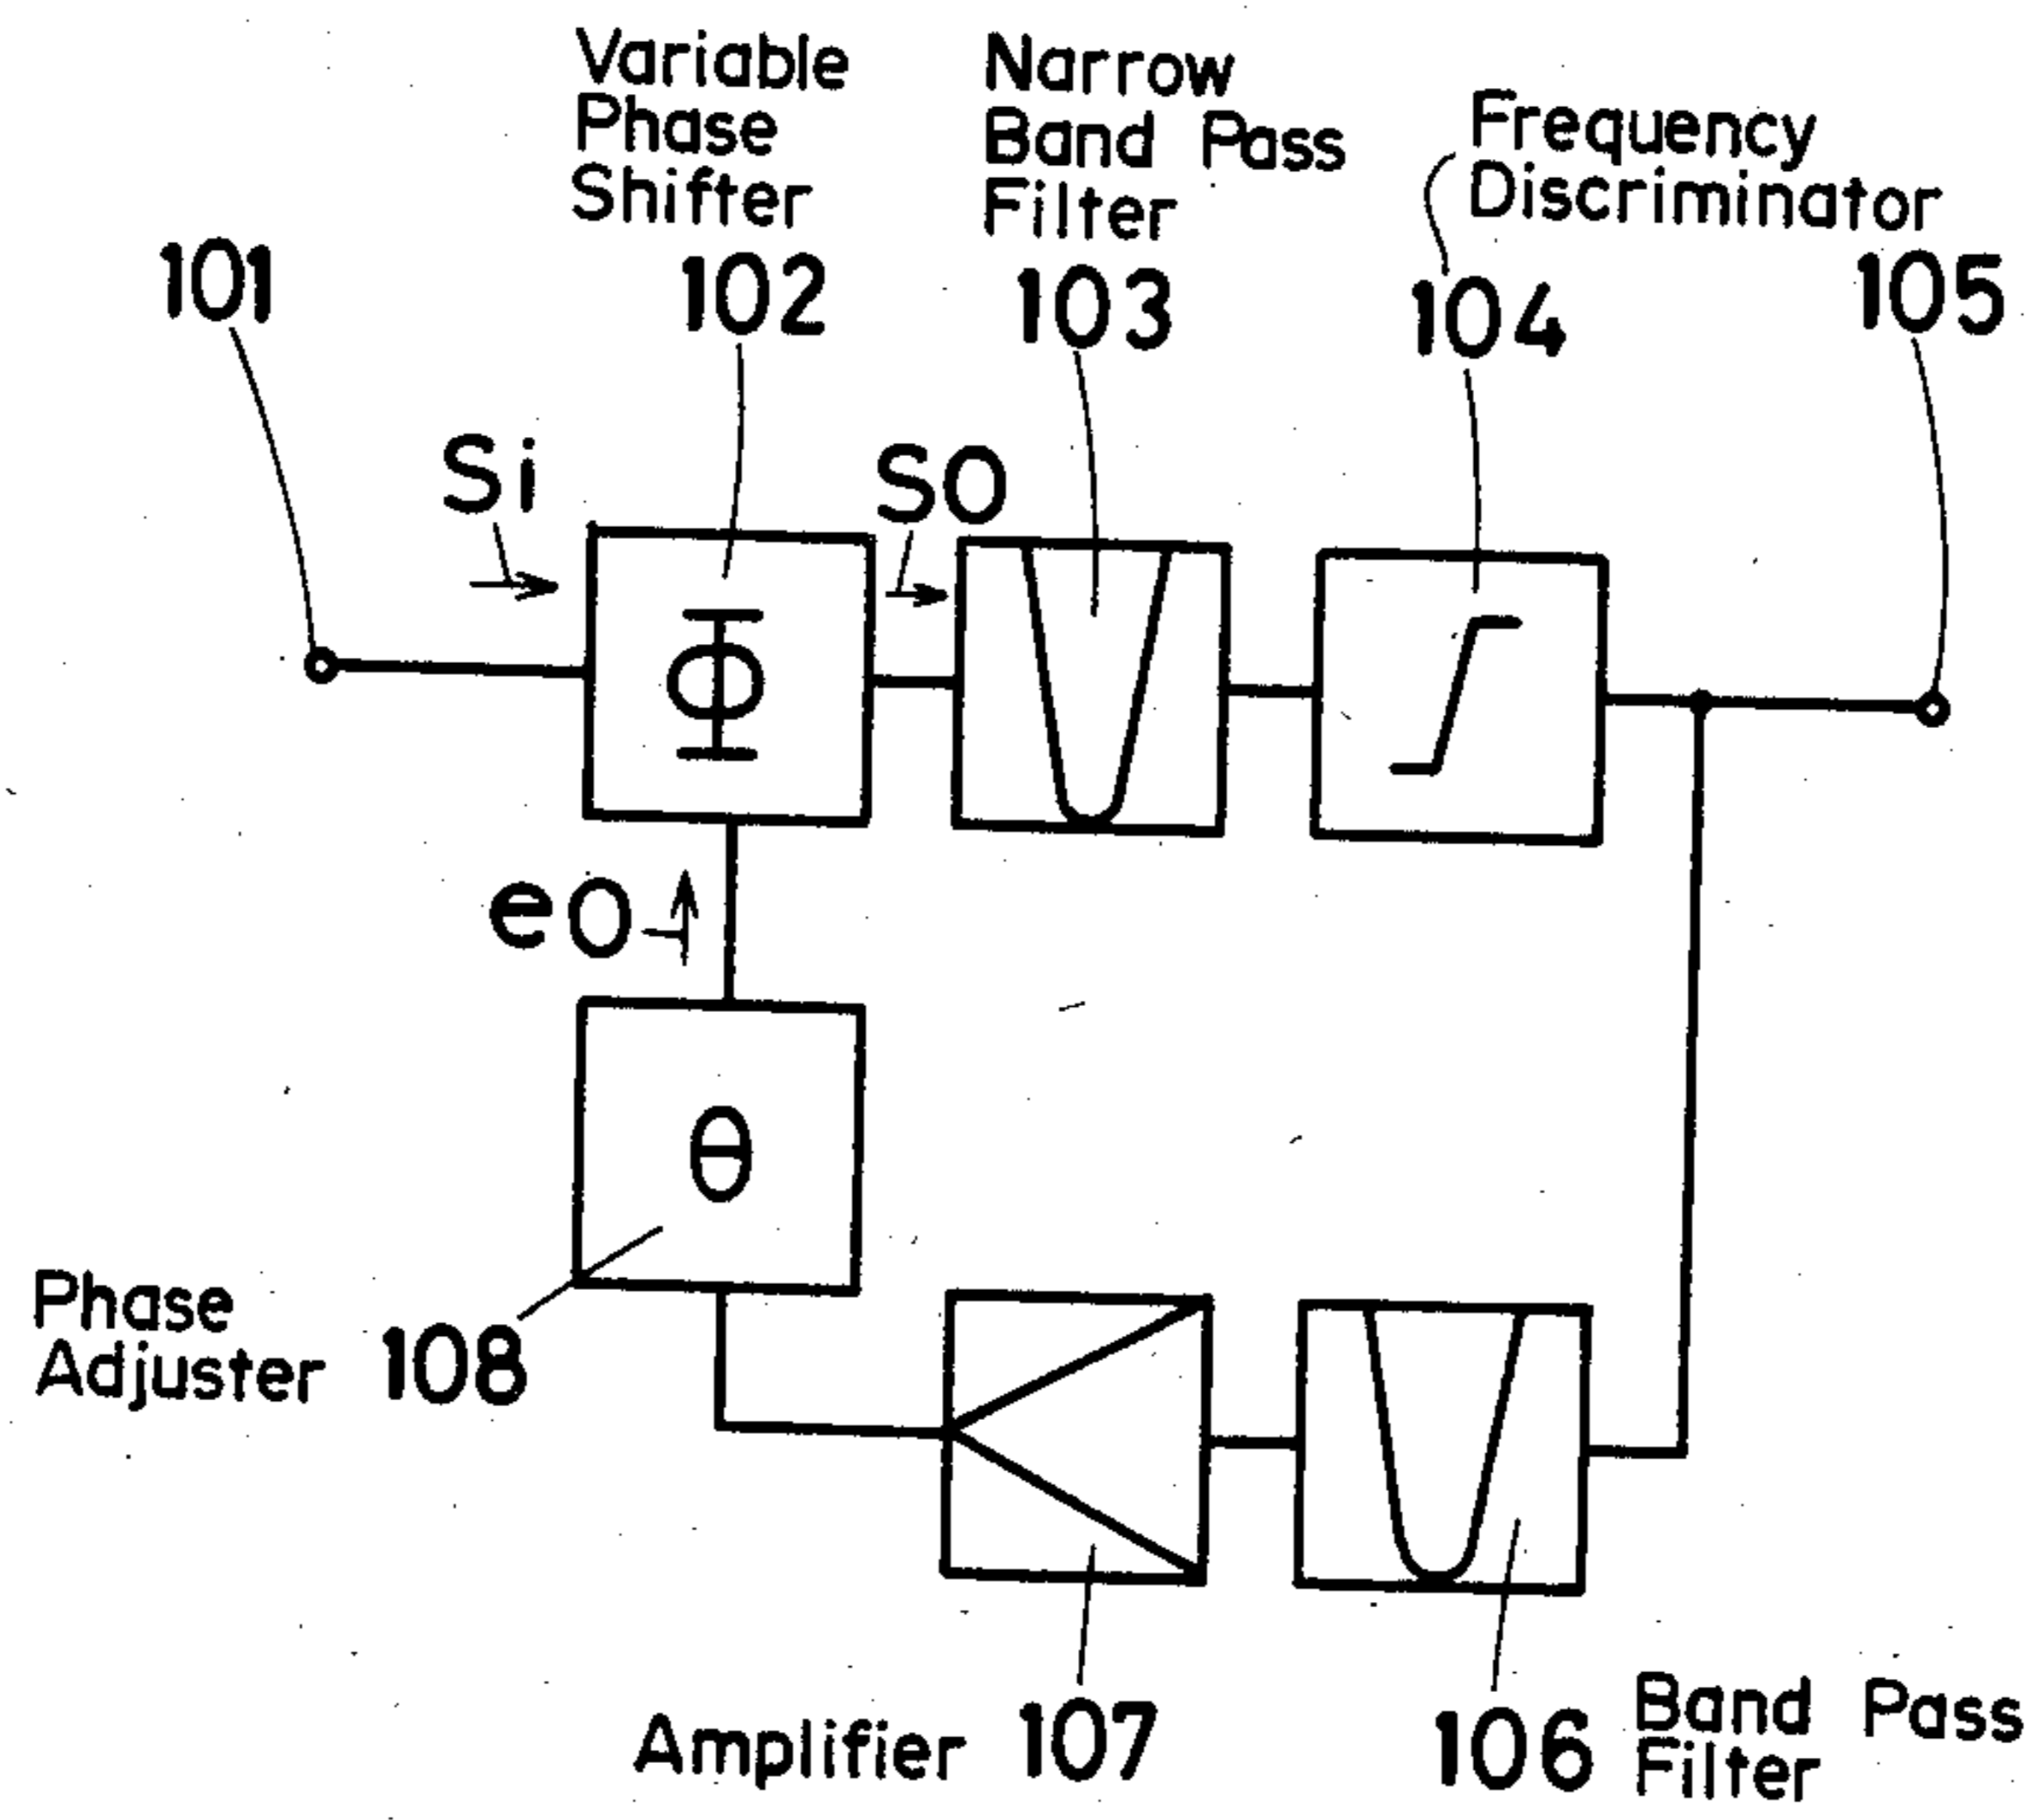 Variable
Phase
Shifter
Narrow
Band Pass
Filter
Frequency
Discriminator
101
102
103
104
105
Si
SO
Φ
eO
θ
Phase
Adjuster
108
Amplifier
107
106
Band Pass
Filter